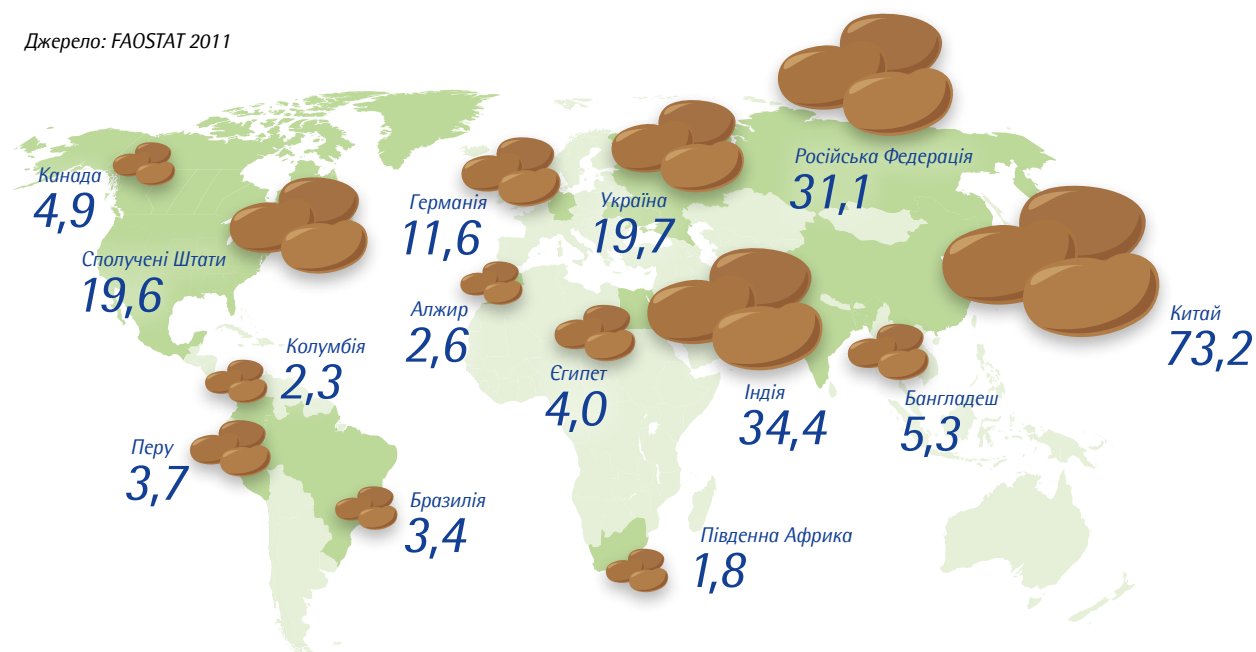 Джерело: FAOSTAT 2011
Канада
4,9
Сполучені Штати
19,6
Германія
11,6
Україна
19,7
Російська Федерація
31,1
Алжир
2,6
Єгипет
4,0
Індія
34,4
Бангладеш
5,3
Китай
73,2
Колумбія
2,3
Перу
3,7
Бразилія
3,4
Південна Африка
1,8